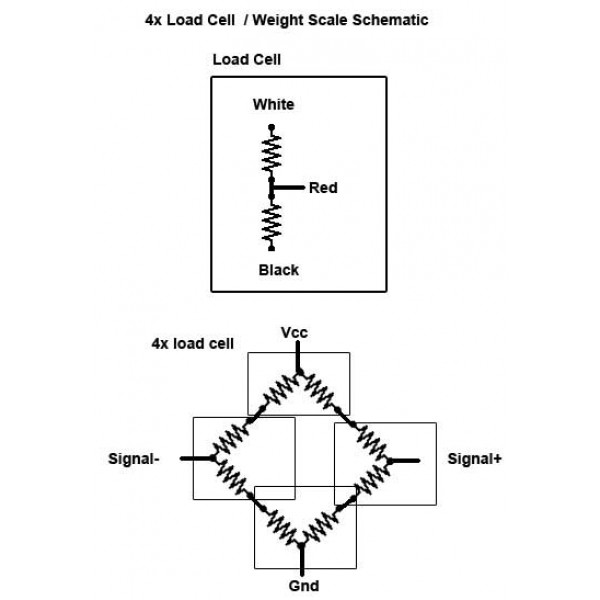 4x Load Cell / Weight Scale Schematic
Load Cell
White
Red
Black
Vcc
4x load cell
Signal-
Signal+
Gnd